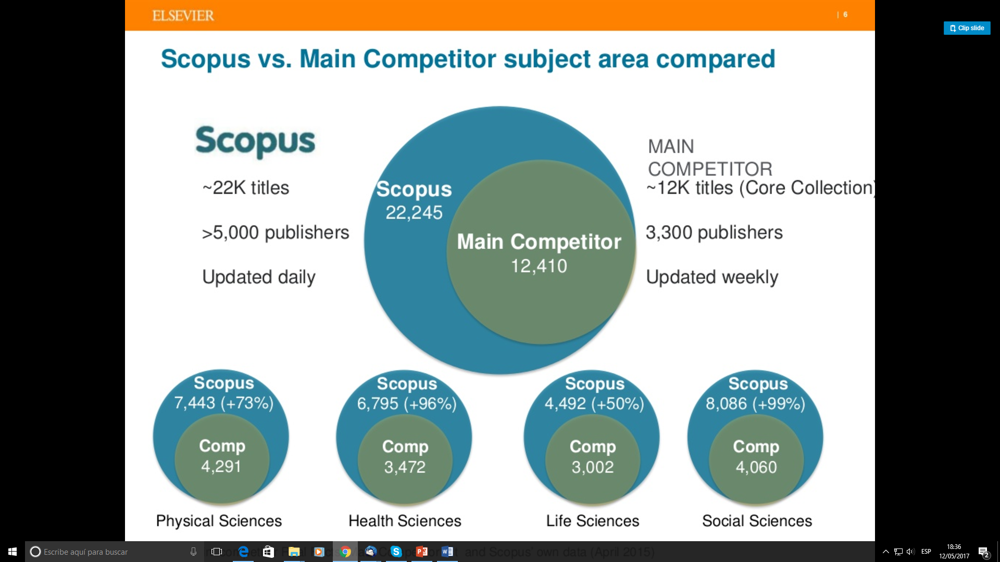 ELSEVIER
| 6
Clip slide
Scopus vs. Main Competitor subject area compared
Scopus
~22K titles
>5,000 publishers
Updated daily
Scopus
22,245
Main Competitor
12,410
MAIN
COMPETITOR
~12K titles (Core Collection)
3,300 publishers
Updated weekly
Scopus
7,443 (+73%)
Comp
4,291
Physical Sciences
Scopus
6,795 (+96%)
Comp
3,472
Health Sciences
Scopus
4,492 (+50%)
Comp
3,002
Life Sciences
Scopus
8,086 (+99%)
Comp
4,060
Social Sciences
and Scopus' own data (April 2015)
Escribe aquí para buscar
ESP
18:36
12/05/2017
2